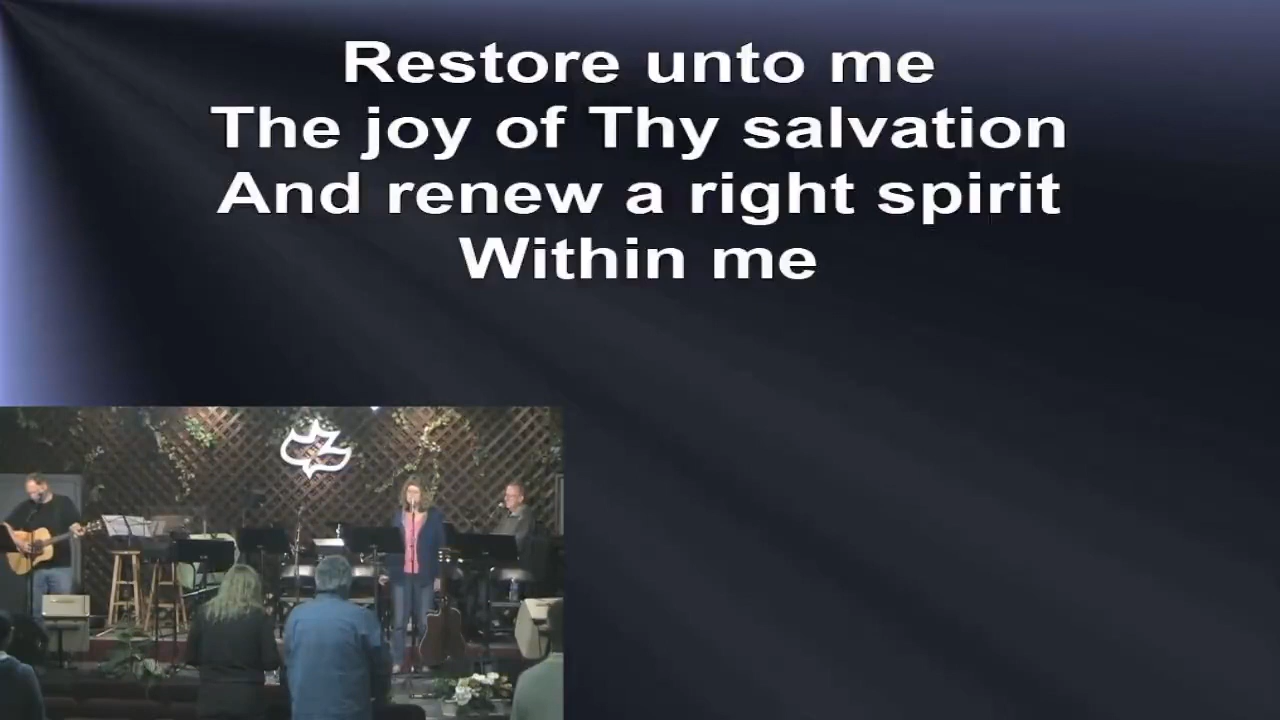 Restore unto me
The joy of Thy salvation
And renew a right spirit
Within me